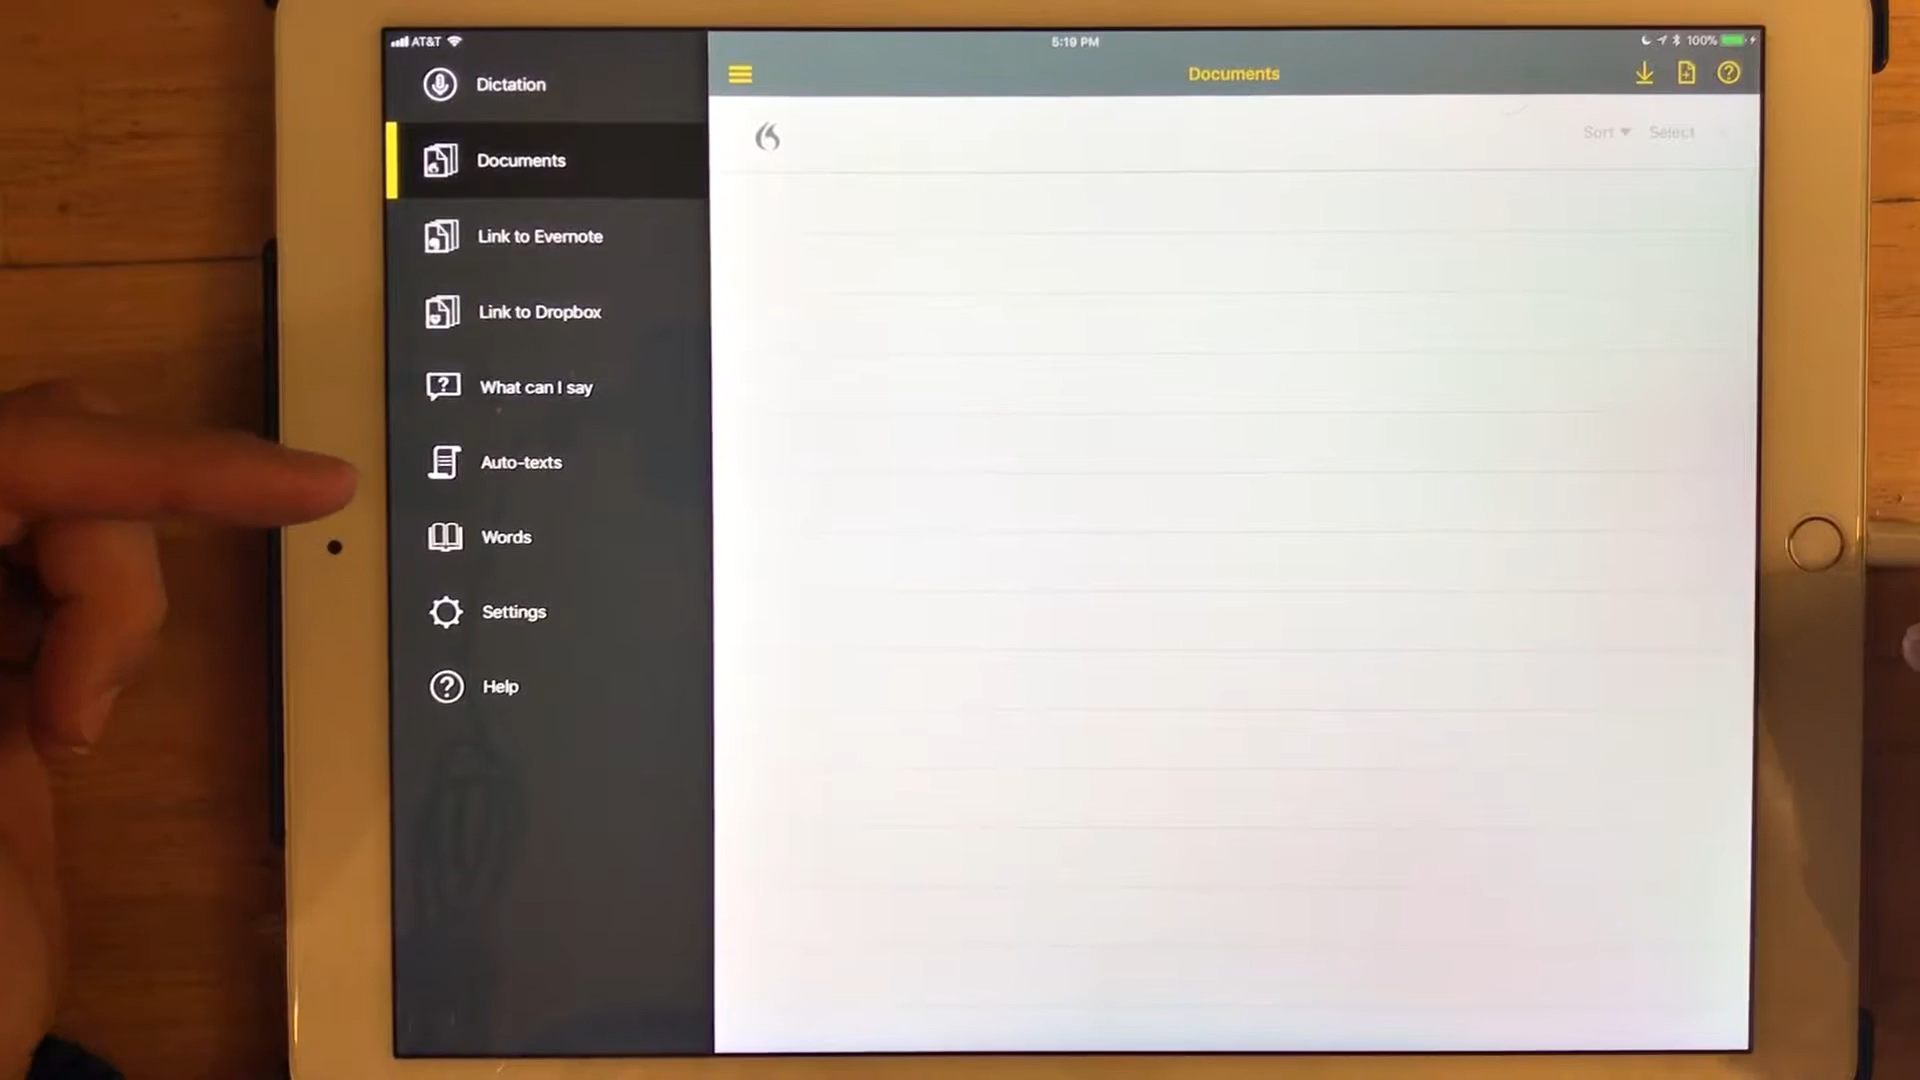 AT&T
5:19 PM
100%
Dictation
Documents
Documents
Sort
Select
Link to Evernote
Link to Dropbox
What can I say
Auto-texts
Words
Settings
Help